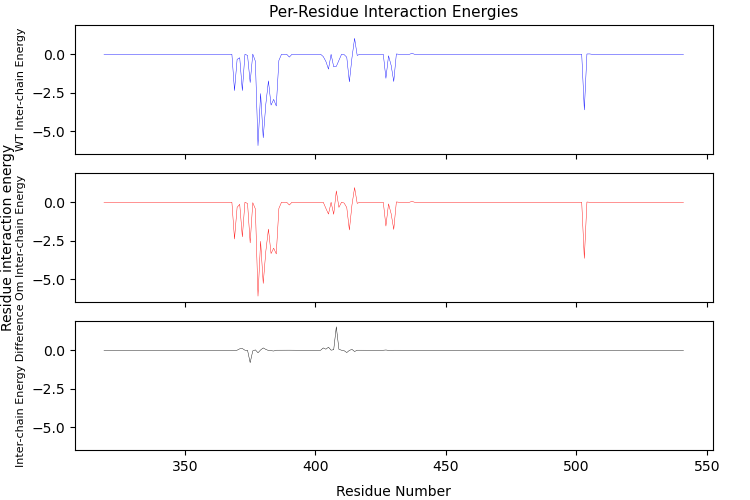 Per-Residue Interaction Energies
WT Inter-chain Energy
0.0
−2.5
−5.0
Residue interaction energy
Om Inter-chain Energy
0.0
−2.5
−5.0
Inter-chain Energy Difference
0.0
−2.5
−5.0
350
400
450
500
550
Residue Number